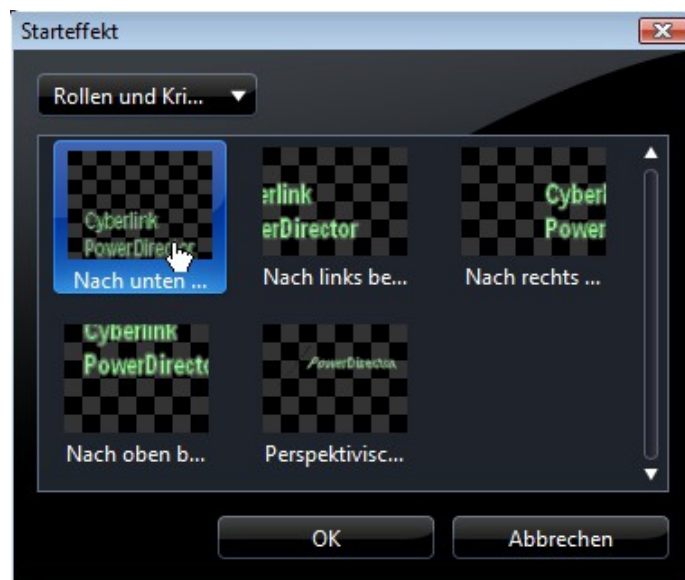 Starteffekt
Rollen und Kri...
Cyberlink
PowerDirector
Nach unten ...
erlink
erDirector
Nach links be...
Cyberl
Power
Nach rechts ...
Cyberlink
PowerDirecto
Nach oben b...
PowerDirector
Perspektivisc...
OK
Abbrechen